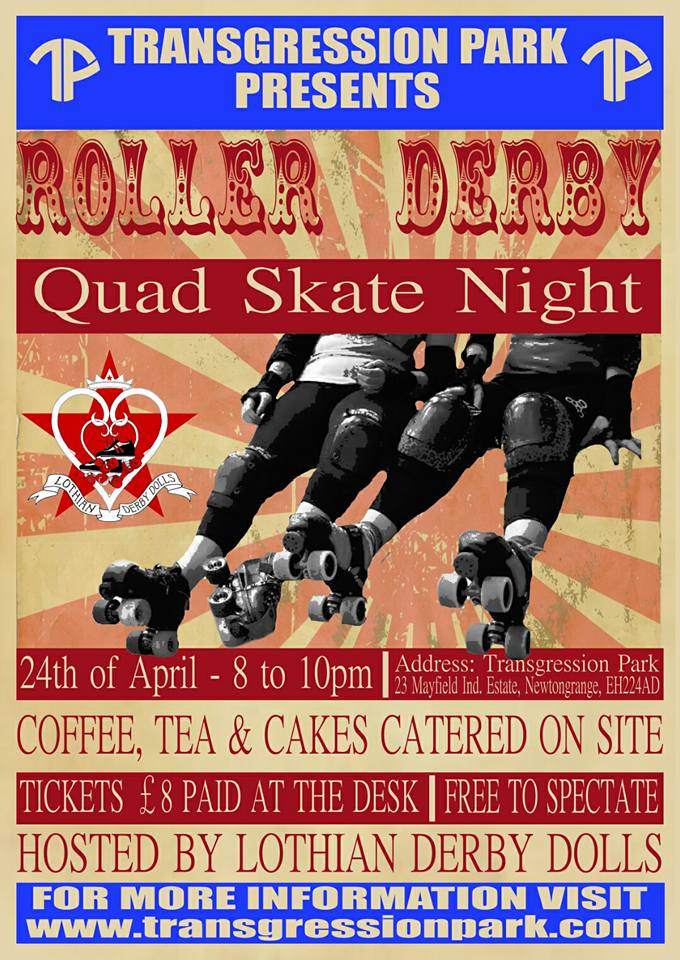 TP TRANSGRESSION PARK TP
PRESENTS
ROLLER DERBY
Quad Skate Night
LOTHIAN DERBY DOLLS
24th of April - 8 to 10pm
Address: Transgression Park
23 Mayfield Ind. Estate, Newtongrange, EH224AD
COFFEE, TEA & CAKES CATERED ON SITE
TICKETS £8 PAID AT THE DESK | FREE TO SPECTATE
HOSTED BY LOTHIAN DERBY DOLLS
FOR MORE INFORMATION VISIT
www.transgressionpark.com